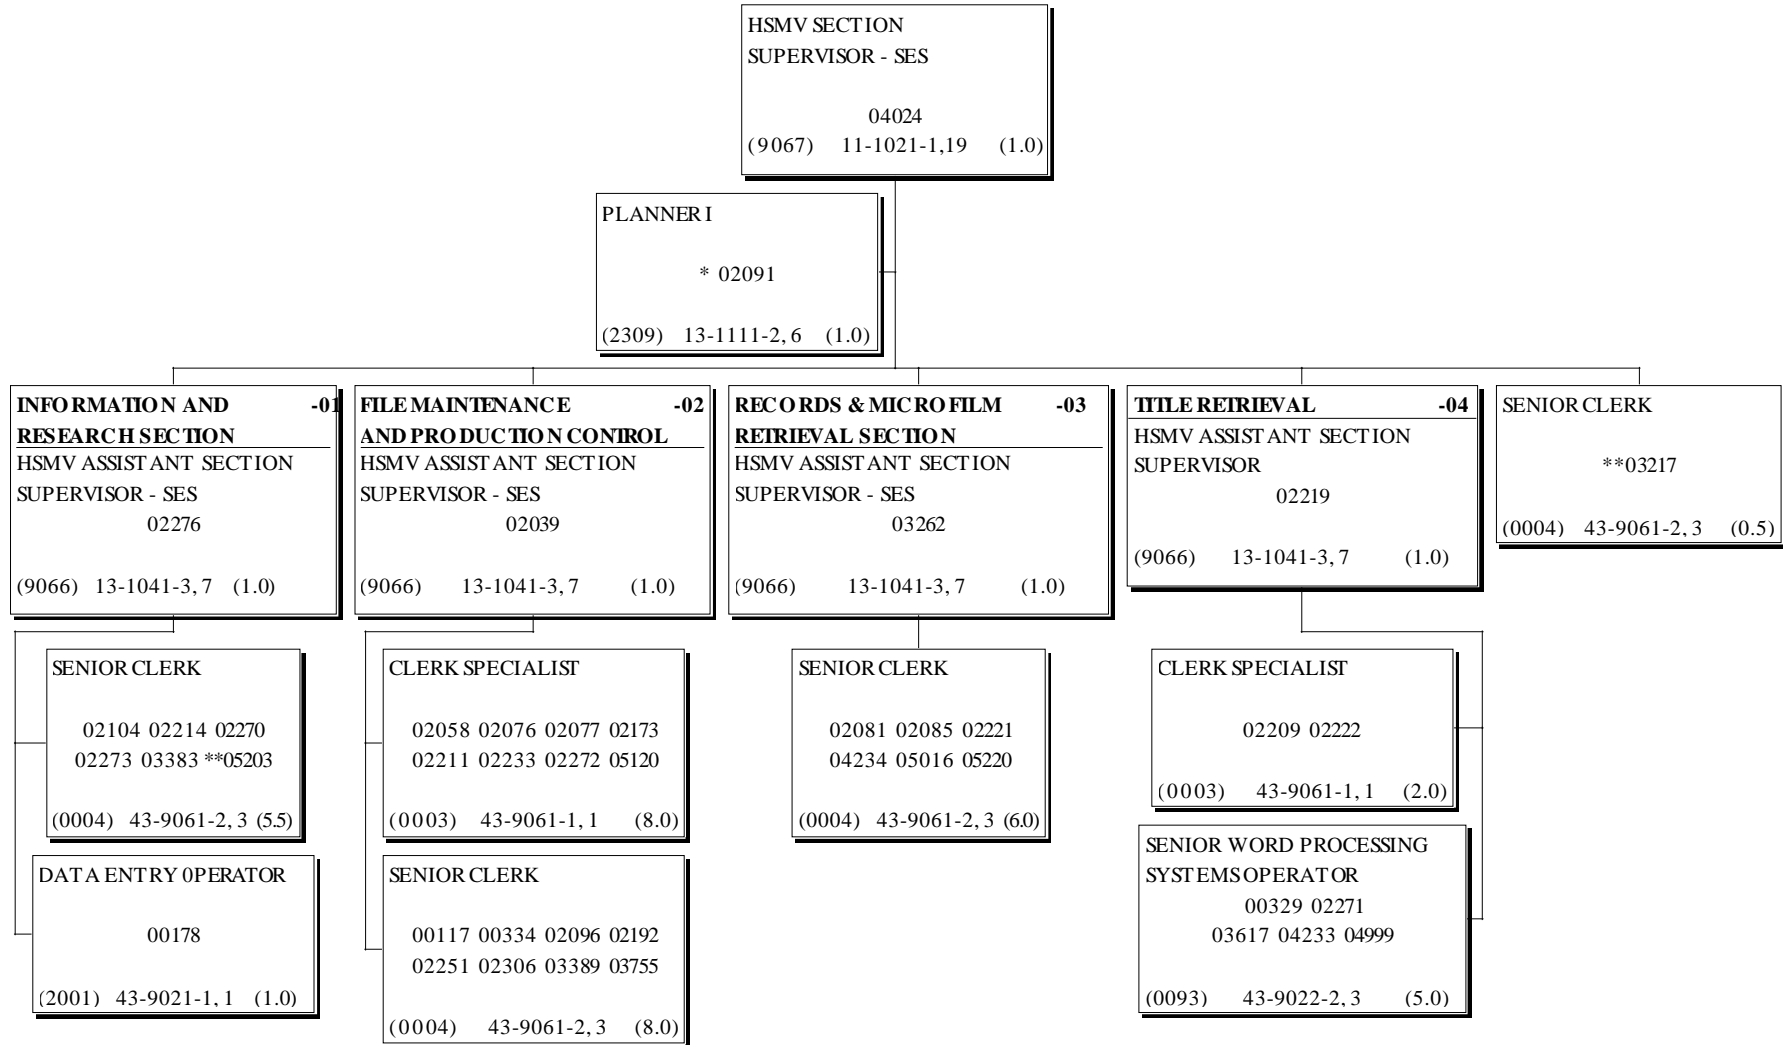 HSMV SECTION
SUPERVISOR - SES
04024
(9067) 11-1021-1,19 (1.0)
PLANNER I
* 02091
(2309) 13-1111-2, 6 (1.0)
INFORMATION AND -01
RESEARCH SECTION
HSMV ASSISTANT SECTION
SUPERVISOR - SES
02276
(9066) 13-1041-3, 7 (1.0)
FILE MAINTENANCE -02
AND PRODUCTION CONTROL
HSMV ASSISTANT SECTION
SUPERVISOR - SES
02039
(9066) 13-1041-3, 7 (1.0)
RECORDS & MICROFILM -03
RETRIEVAL SECTION
HSMV ASSISTANT SECTION
SUPERVISOR - SES
03262
(9066) 13-1041-3, 7 (1.0)
TITLE RETRIEVAL -04
HSMV ASSISTANT SECTION
SUPERVISOR
02219
(9066) 13-1041-3, 7 (1.0)
SENIOR CLERK
**03217
(0004) 43-9061-2, 3 (0.5)
SENIOR CLERK
02104 02214 02270
02273 03383 **05203
(0004) 43-9061-2, 3 (5.5)
DATA ENTRY 0PERATOR
00178
(2001) 43-9021-1, 1 (1.0)
CLERK SPECIALIST
02058 02076 02077 02173
02211 02233 02272 05120
(0003) 43-9061-1, 1 (8.0)
SENIOR CLERK
00117 00334 02096 02192
02251 02306 03389 03755
(0004) 43-9061-2, 3 (8.0)
SENIOR CLERK
02081 02085 02221
04234 05016 05220
(0004) 43-9061-2, 3 (6.0)
CLERK SPECIALIST
02209 02222
(0003) 43-9061-1, 1 (2.0)
SENIOR WORD PROCESSING
SYSTEMS OPERATOR
00329 02271
03617 04233 04999
(0093) 43-9022-2, 3 (5.0)